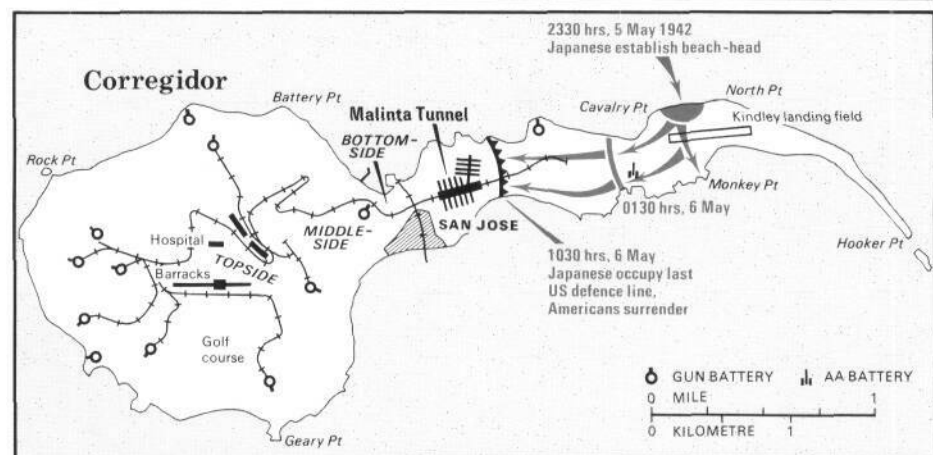 2330 hrs, 5 May 1942
Japanese establish beach-head
Corregidor
Battery Pt
North Pt
Cavalry Pt
Kindley landing field
Malinta Tunnel
BOTTOM-
SIDE
Rock Pt
Monkey Pt
0130 hrs, 6 May
SAN JOSE
MIDDLE-
SIDE
Hospital
TOPSIDE
Barracks
Hooker Pt
1030 hrs, 6 May
Japanese occupy last
US defence line,
Americans surrender
Golf
course
GUN BATTERY
AA BATTERY
0 MILE 1
0 KILOMETRE 1
Geary Pt